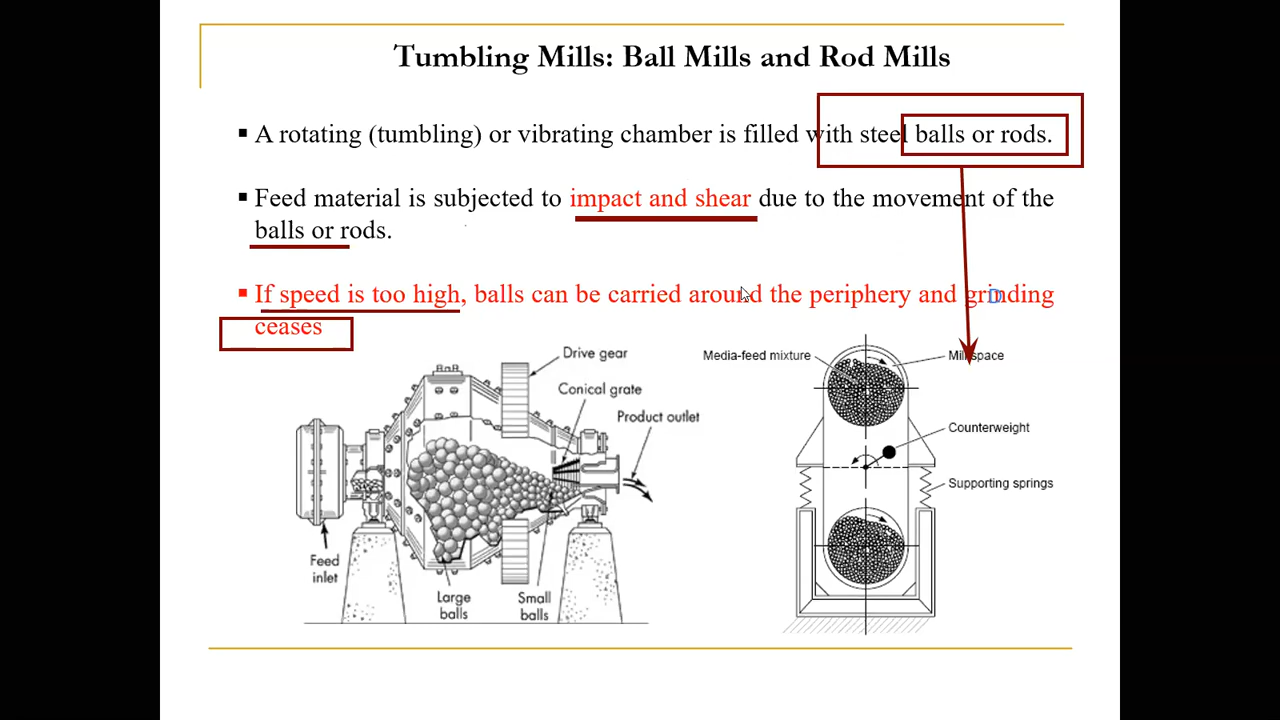 Tumbling Mills: Ball Mills and Rod Mills
▪ A rotating (tumbling) or vibrating chamber is filled with steel balls or rods.
▪ Feed material is subjected to impact and shear due to the movement of the
balls or rods.
▪ If speed is too high, balls can be carried around the periphery and grinding
ceases
Drive gear
Conical grate
Product outlet
Feed
inlet
Large
balls
Small
balls
Media-feed mixture
Mill space
Counterweight
Supporting springs